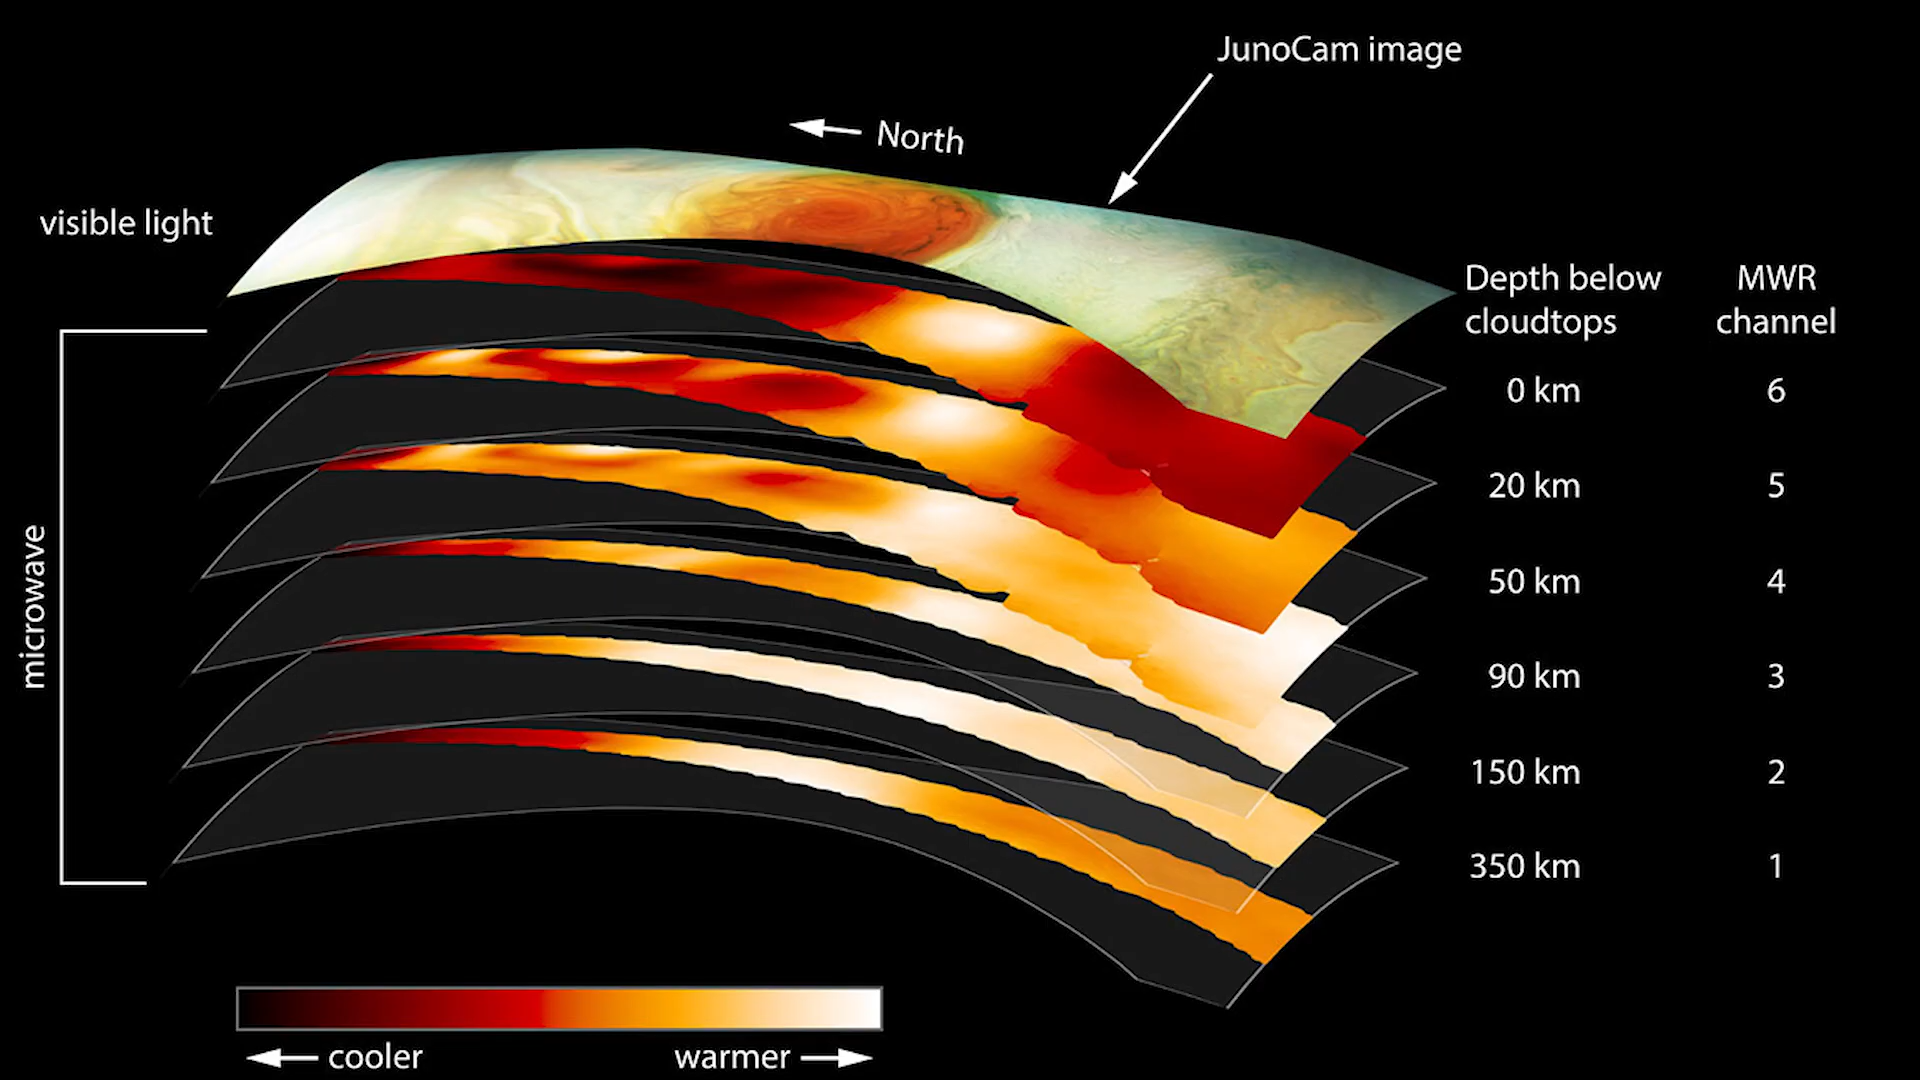 JunoCam image
North
visible light
Depth below
cloudtops
MWR
channel
0 km 6
20 km 5
50 km 4
90 km 3
150 km 2
350 km 1
microwave
cooler
warmer